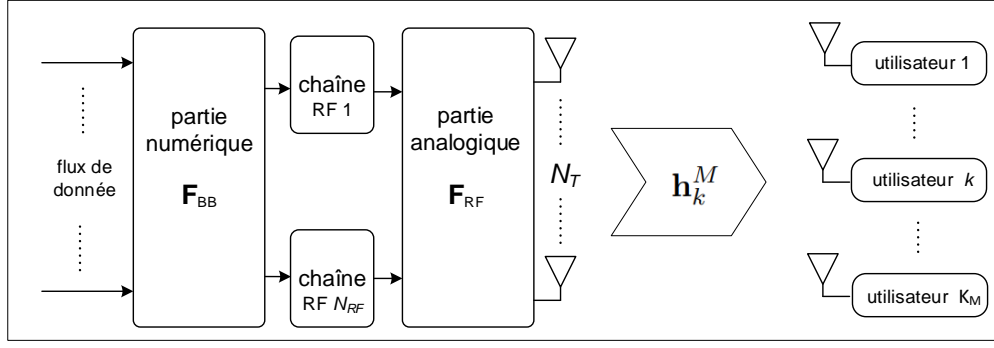 flux de
donnée
partie
numérique
F_BB
chaîne
RF 1
chaîne
RF N_RF
partie
analogique
F_RF
N_T
h_k^M
utilisateur 1
utilisateur k
utilisateur K_M